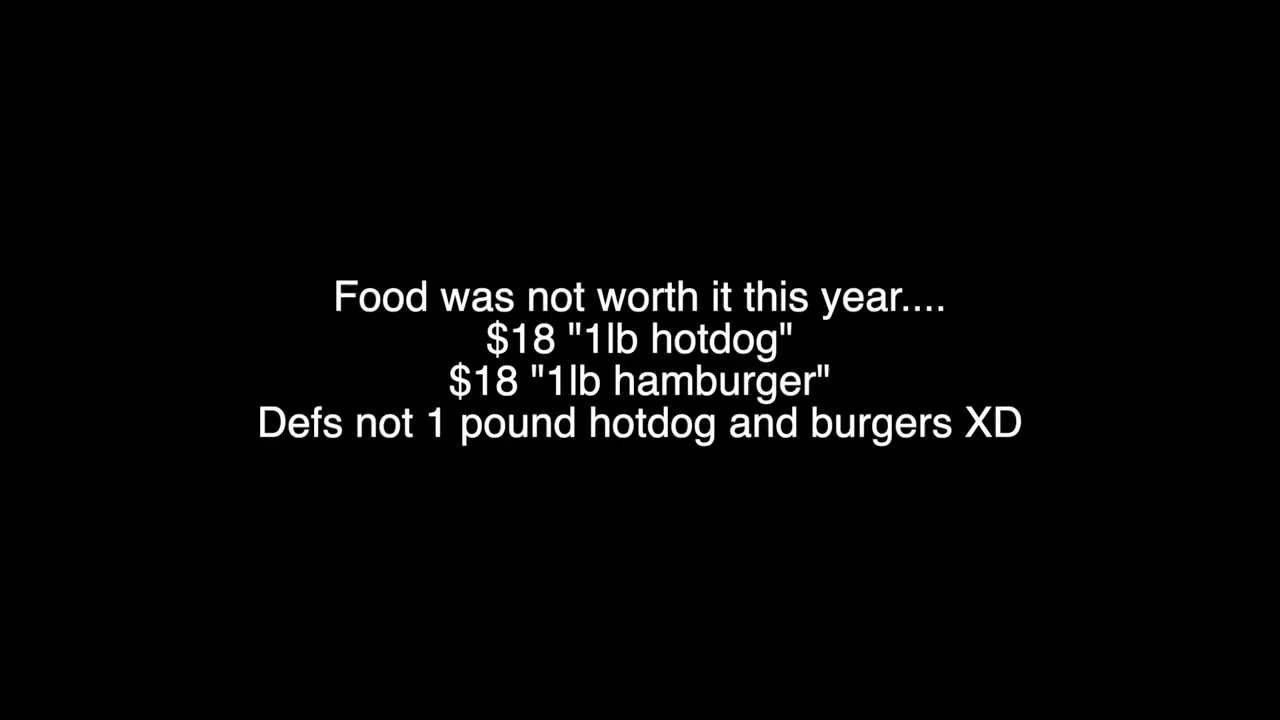 Food was not worth it this year....
$18 "1lb hotdog"
$18 "1lb hamburger"
Defs not 1 pound hotdog and burgers XD